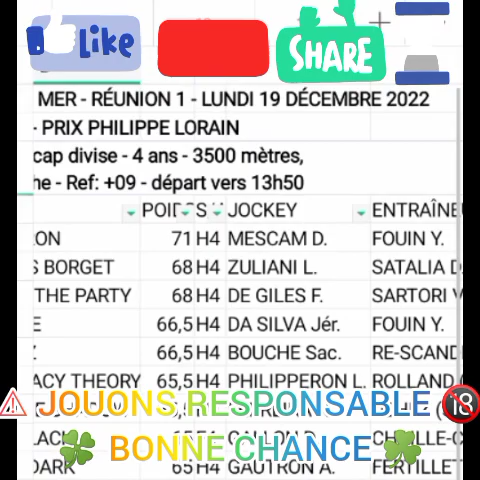 Like
SHARE
MER - RÉUNION 1 - LUNDI 19 DÉCEMBRE 2022
- PRIX PHILIPPE LORAIN
cap divise - 4 ans - 3500 mètres,
he - Ref: +09 - départ vers 13h50
POIDS JOCKEY ENTRAÎNE
ON 71 H4 MESCAM D. FOUIN Y.
S BORGET 68 H4 ZULIANI L. SATALIA D
THE PARTY 68 H4 DE GILES F. SARTORI
E 66,5 H4 DA SILVA Jér. FOUIN Y.
Z 66,5 H4 BOUCHE Sac. RE-SCAND
ACY THEORY 65,5 H4 PHILIPPERON L. ROLLAND
⚠ JOUONS RESPONSABLE 🔞
🍀 BONNE CHANCE ☘
DARK 65 H4 GAUTRON A. FERTILLET